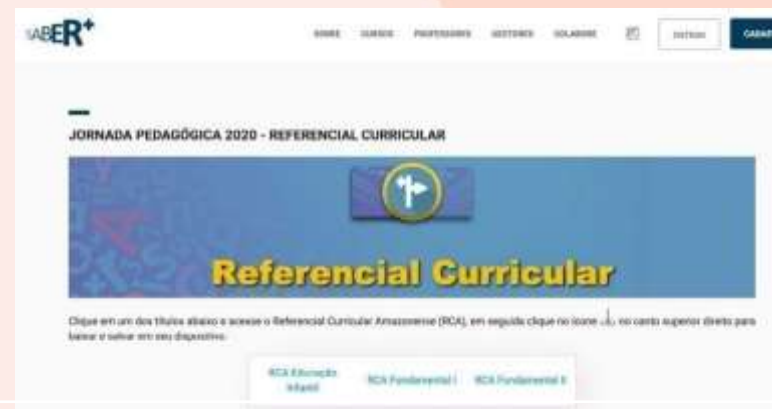 SABER+
SOBRE CURSOS PROFESSORES GESTORES COLABORE ENTRAR
JORNADA PEDAGÓGICA 2020 - REFERENCIAL CURRICULAR
Referencial Curricular
Clique em um dos títulos abaixo e acesse o Referencial Curricular Amazonense (RCA), em seguida clique no ícone no canto superior direito para
baixar e salvar em seu dispositivo.
RCA Educação
Infantil
RCA Fundamental I RCA Fundamental II